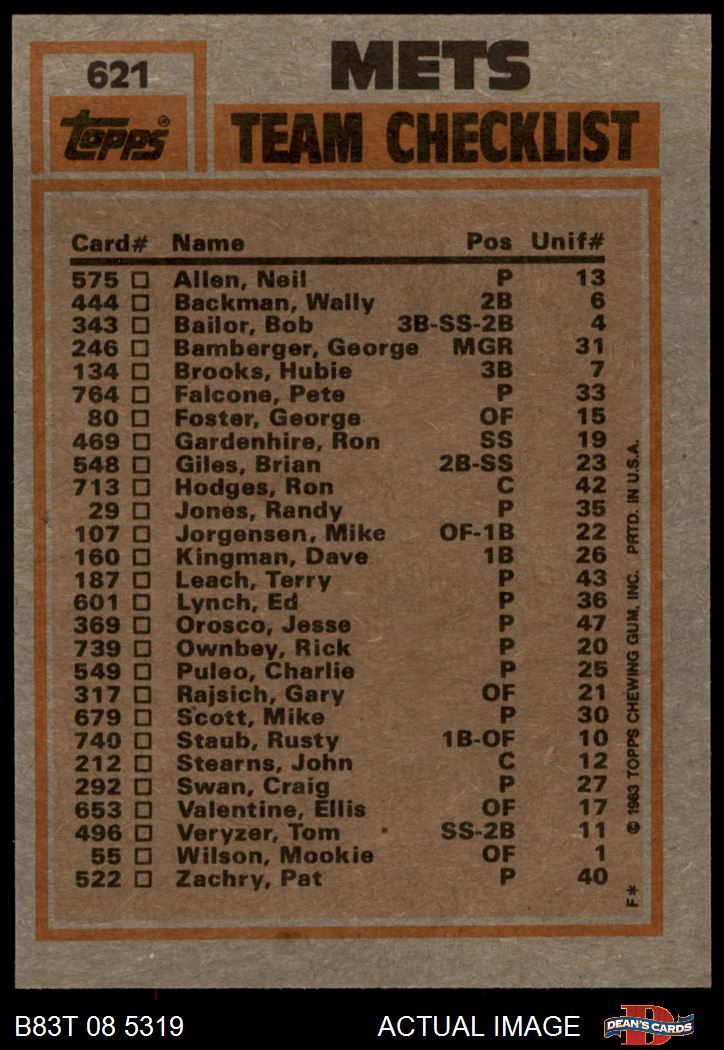 621
METS
Topps®
TEAM CHECKLIST
Card# Name Pos Unif#
575 □ Allen, Neil P 13
444 □ Backman, Wally 2B 6
343 □ Bailor, Bob 3B-SS-2B 4
246 □ Bamberger, George MGR 31
134 □ Brooks, Hubie 3B 7
764 □ Falcone, Pete P 33
80 □ Foster, George OF 15
469 □ Gardenhire, Ron SS 19
548 □ Giles, Brian 2B-SS 23
713 □ Hodges, Ron C 42
29 □ Jones, Randy P 35
107 □ Jorgensen, Mike OF-1B 22
160 □ Kingman, Dave 1B 26
187 □ Leach, Terry P 43
601 □ Lynch, Ed P 36
369 □ Orosco, Jesse P 47
739 □ Ownbey, Rick P 20
549 □ Puleo, Charlie P 25
317 □ Rajsich, Gary OF 21
679 □ Scott, Mike P 30
740 □ Staub, Rusty 1B-OF 10
212 □ Stearns, John C 12
292 □ Swan, Craig P 27
653 □ Valentine, Ellis OF 17
496 □ Veryzer, Tom SS-2B 11
55 □ Wilson, Mookie OF 1
522 □ Zachry, Pat P 40
F* © 1983 TOPPS CHEWING GUM, INC. PRTD. IN U.S.A.
B83T 08 5319 ACTUAL IMAGE
DEAN'S CARDS